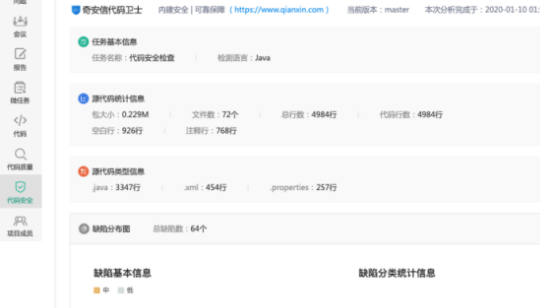 问题
会议
报告
微任务
代码
代码质量
代码安全
项目成员
奇安信代码卫士 内建安全 | 可靠保障 ( https://www.qianxin.com ) 当前版本：master 本次分析完成于：2020-01-10 01:
任务基本信息
任务名称：代码安全检查 检测语言：Java
源代码统计信息
包大小：0.229M 文件数：72个 总行数：4984行 代码行数：4984行
空白行：926行 注释行：768行
源代码类型信息
.java：3347行 .xml：454行 .properties：257行
缺陷分布图 总缺陷数：64个
缺陷基本信息 缺陷分类统计信息
中 低